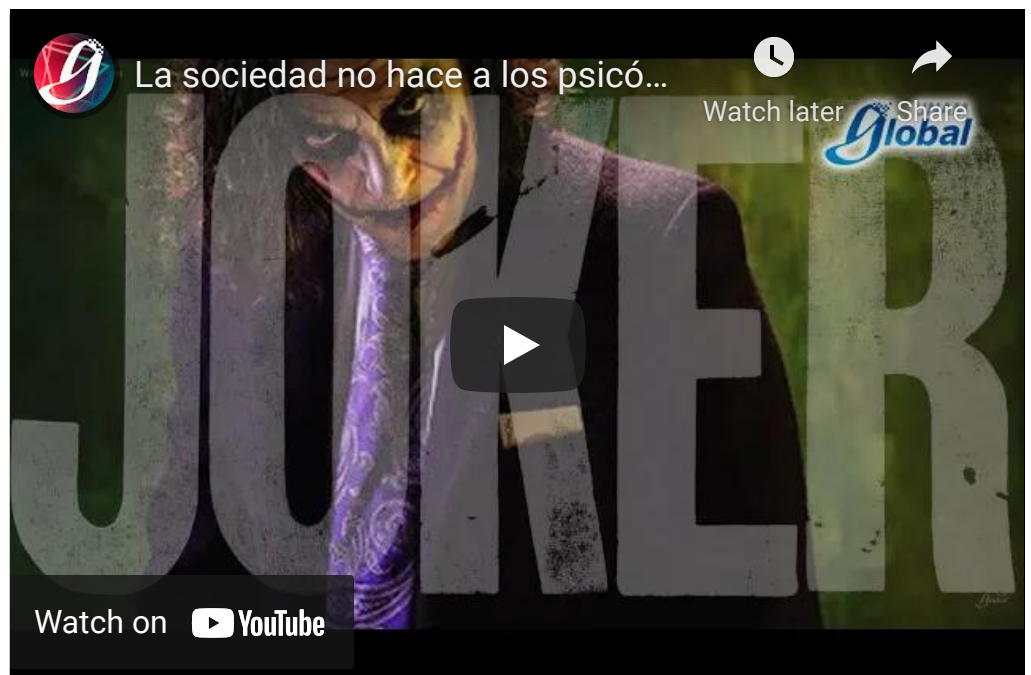 La sociedad no hace a los psicó...
Watch later
Share
global
JOKER
Watch on YouTube